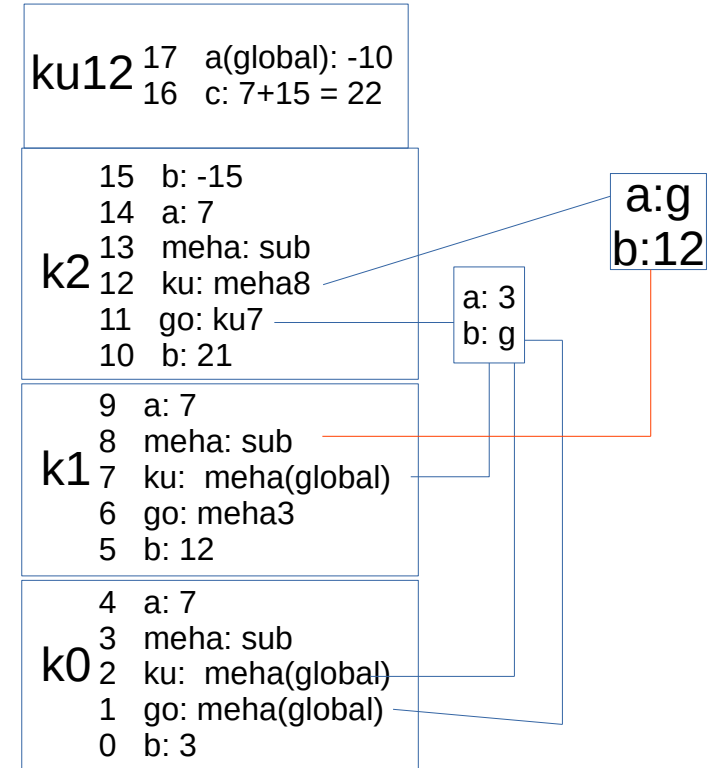 ku12
17 a(global): -10
16 c: 7+15 = 22
k2
15 b: -15
14 a: 7
13 meha: sub
12 ku: meha8
11 go: ku7
10 b: 21
a:g
b:12
a: 3
b: g
k1
9 a: 7
8 meha: sub
7 ku: meha(global)
6 go: meha3
5 b: 12
k0
4 a: 7
3 meha: sub
2 ku: meha(global)
1 go: meha(global)
0 b: 3